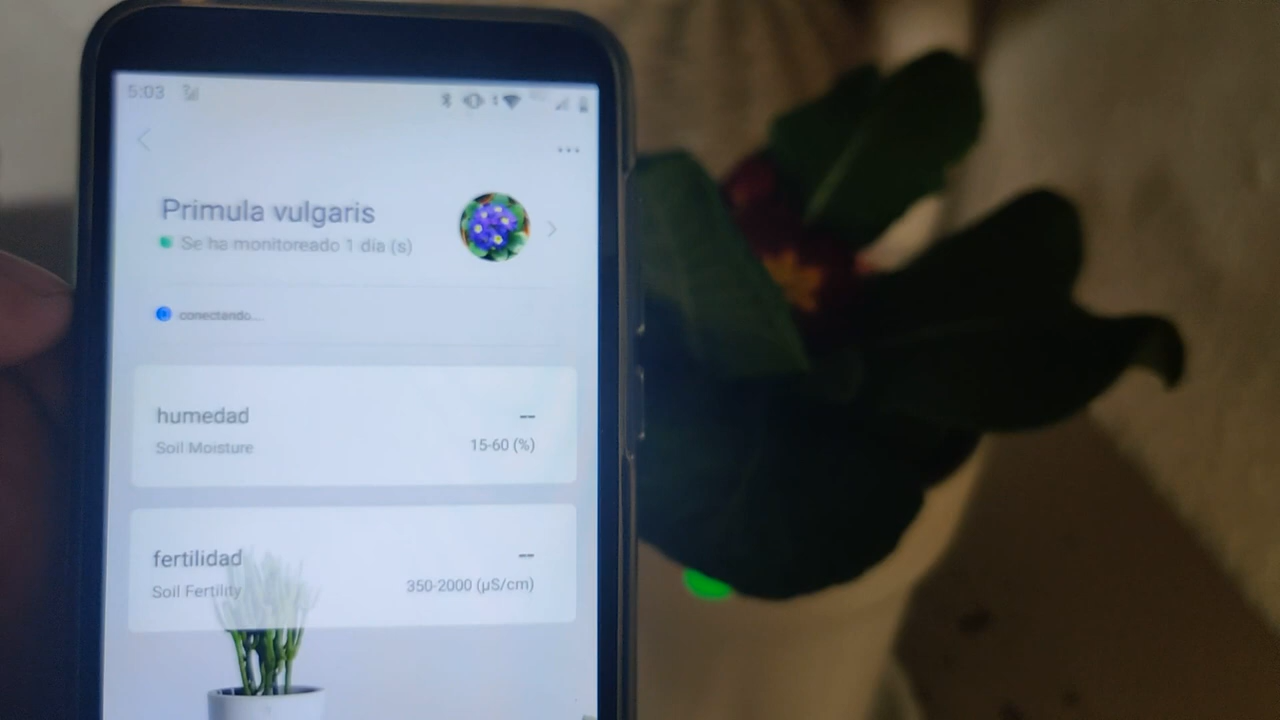 5:03
Primula vulgaris
Se ha monitoreado 1 dia (s)
conectando...
humedad --
Soil Moisture 15-60 (%)
fertilidad --
Soil Fertility 350-2000 (µS/cm)